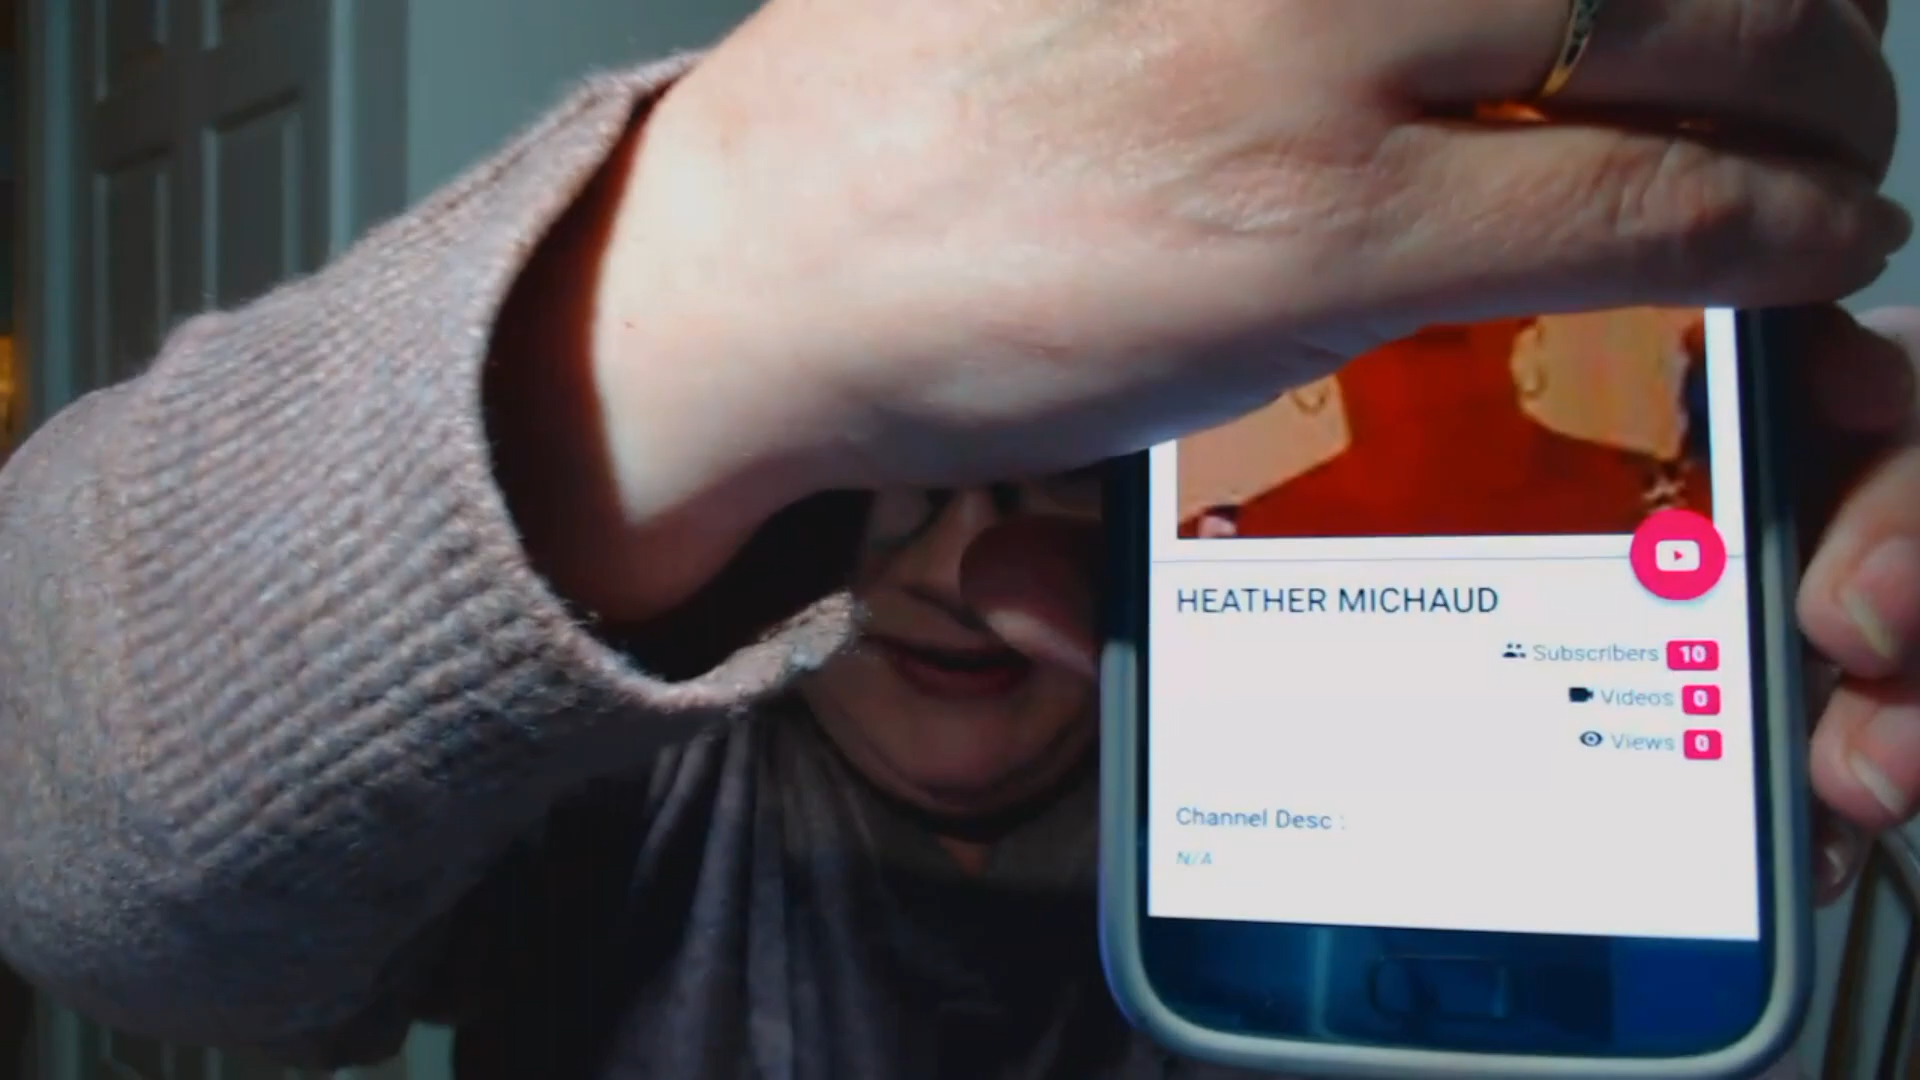 HEATHER MICHAUD
Subscribers 10
Videos 0
Views 0
Channel Desc :
N/A